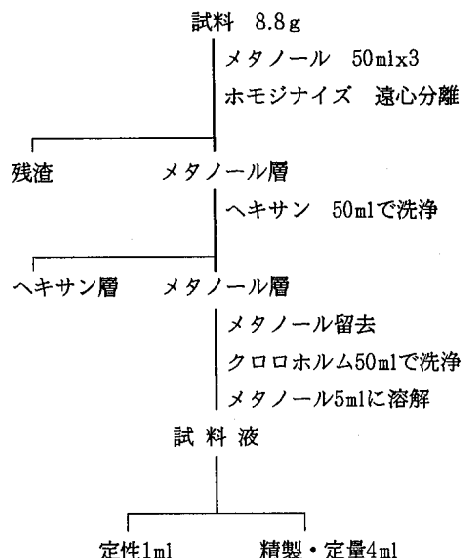 試料 8.8g
メタノール 50mlx3
ホモジナイズ 遠心分離
残渣 メタノール層
ヘキサン 50mlで洗浄
ヘキサン層 メタノール層
メタノール留去
クロロホルム50mlで洗浄
メタノール5mlに溶解
試料液
定性1ml 精製・定量4ml